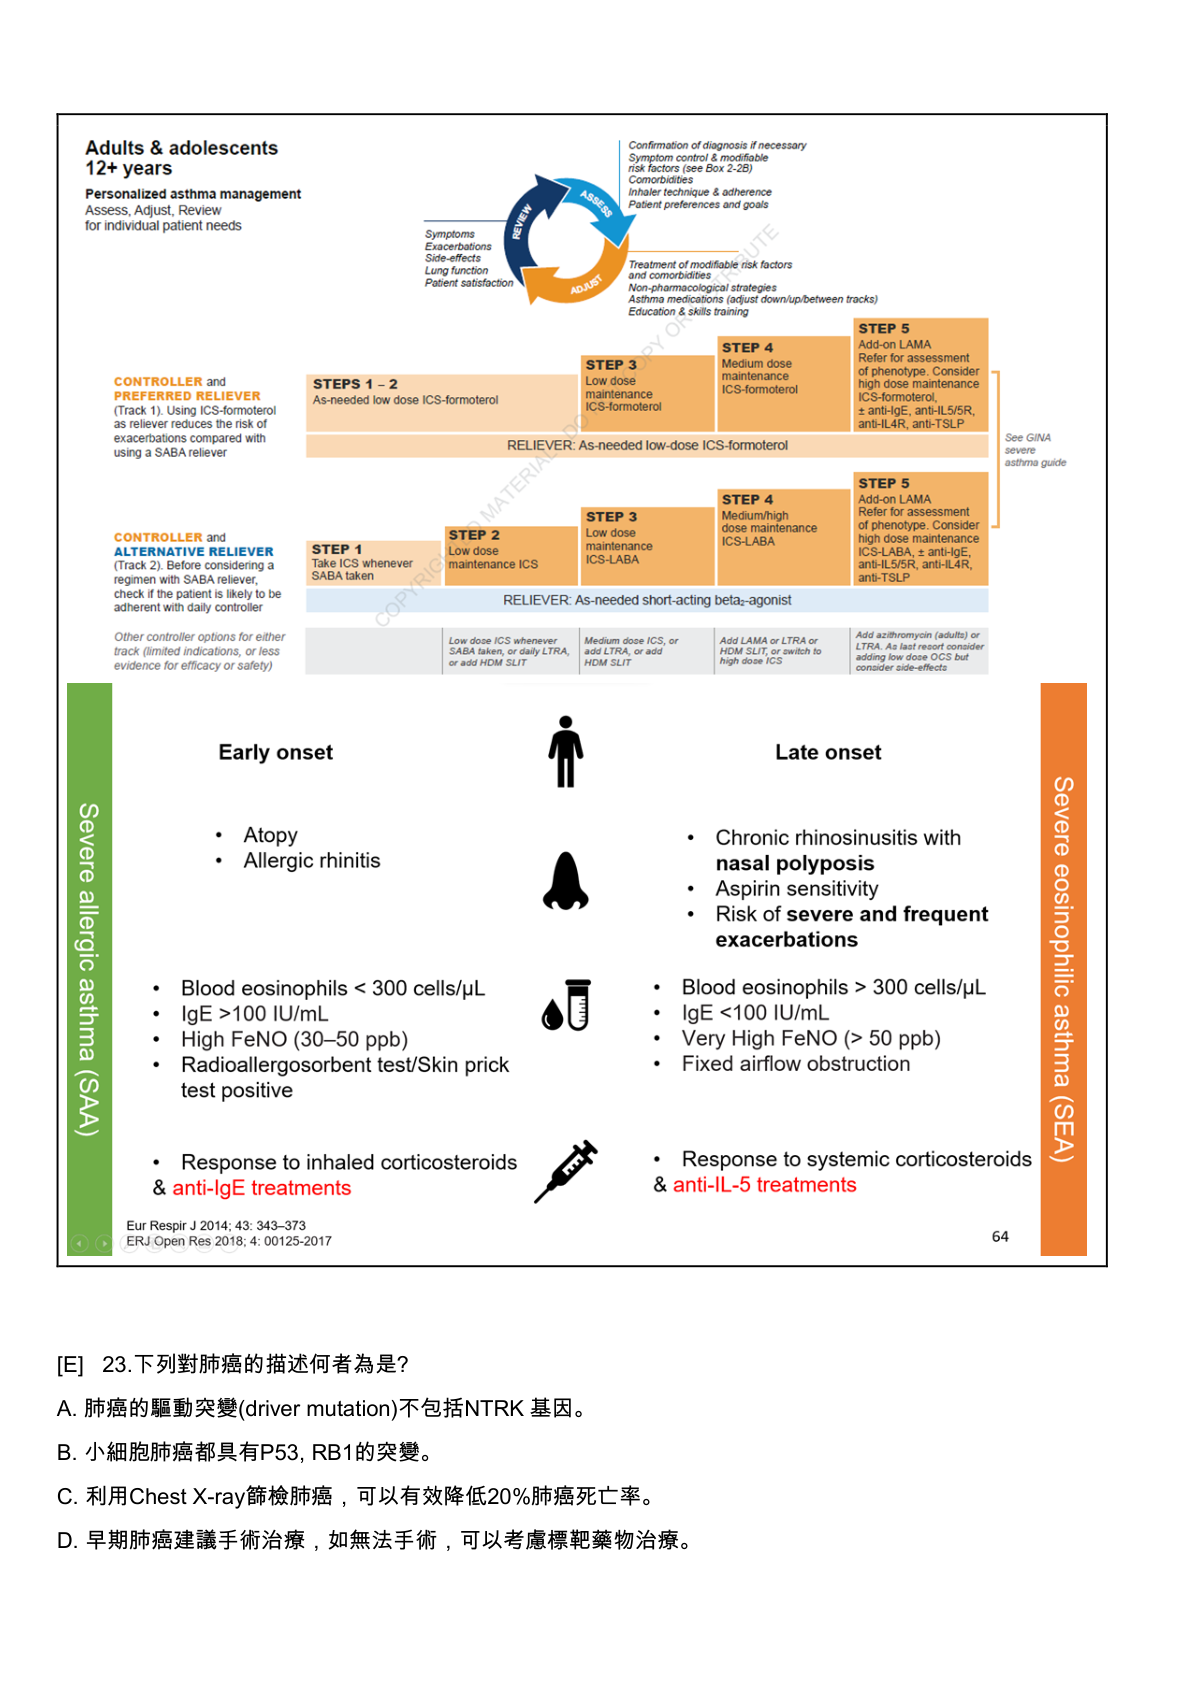 Adults & adolescents
12+ years
Personalized asthma management
Assess, Adjust, Review
for individual patient needs
Confirmation of diagnosis if necessary
Symptom control & modifiable
risk factors (see Box 2-2B)
Comorbidities
Inhaler technique & adherence
Patient preferences and goals
REVIEW
ASSESS
ADJUST
Symptoms
Exacerbations
Side-effects
Lung function
Patient satisfaction
Treatment of modifiable risk factors
and comorbidities
Non-pharmacological strategies
Asthma medications (adjust down/up/between tracks)
Education & skills training
CONTROLLER and
PREFERRED RELIEVER
(Track 1). Using ICS-formoterol
as reliever reduces the risk of
exacerbations compared with
using a SABA reliever
STEPS 1 – 2
As-needed low dose ICS-formoterol
STEP 3
Low dose
maintenance
ICS-formoterol
STEP 4
Medium dose
maintenance
ICS-formoterol
STEP 5
Add-on LAMA
Refer for assessment
of phenotype. Consider
high dose maintenance
ICS-formoterol,
± anti-IgE, anti-IL5/5R,
anti-IL4R, anti-TSLP
RELIEVER: As-needed low-dose ICS-formoterol
See GINA
severe
asthma guide
CONTROLLER and
ALTERNATIVE RELIEVER
(Track 2). Before considering a
regimen with SABA reliever,
check if the patient is likely to be
adherent with daily controller
STEP 1
Take ICS whenever
SABA taken
STEP 2
Low dose
maintenance ICS
STEP 3
Low dose
maintenance
ICS-LABA
STEP 4
Medium/high
dose maintenance
ICS-LABA
STEP 5
Add-on LAMA
Refer for assessment
of phenotype. Consider
high dose maintenance
ICS-LABA, ± anti-IgE,
anti-IL5/5R, anti-IL4R,
anti-TSLP
RELIEVER: As-needed short-acting beta₂-agonist
Other controller options for either
track (limited indications, or less
evidence for efficacy or safety)
Low dose ICS whenever
SABA taken, or daily LTRA,
or add HDM SLIT
Medium dose ICS, or
add LTRA, or add
HDM SLIT
Add LAMA or LTRA or
HDM SLIT, or switch to
high dose ICS
Add azithromycin (adults) or
LTRA. As last resort consider
adding low dose OCS but
consider side-effects
Severe allergic asthma (SAA)
Early onset
• Atopy
• Allergic rhinitis
• Blood eosinophils < 300 cells/μL
• IgE >100 IU/mL
• High FeNO (30–50 ppb)
• Radioallergosorbent test/Skin prick
test positive
• Response to inhaled corticosteroids
& anti-IgE treatments
Eur Respir J 2014; 43: 343–373
ERJ Open Res 2018; 4: 00125-2017
Late onset
• Chronic rhinosinusitis with
nasal polyposis
• Aspirin sensitivity
• Risk of severe and frequent
exacerbations
• Blood eosinophils > 300 cells/μL
• IgE <100 IU/mL
• Very High FeNO (> 50 ppb)
• Fixed airflow obstruction
• Response to systemic corticosteroids
& anti-IL-5 treatments
64
Severe eosinophilic asthma (SEA)
[E] 23.下列對肺癌的描述何者為是?
A. 肺癌的驅動突變(driver mutation)不包括NTRK 基因。
B. 小細胞肺癌都具有P53, RB1的突變。
C. 利用Chest X-ray篩檢肺癌，可以有效降低20%肺癌死亡率。
D. 早期肺癌建議手術治療，如無法手術，可以考慮標靶藥物治療。